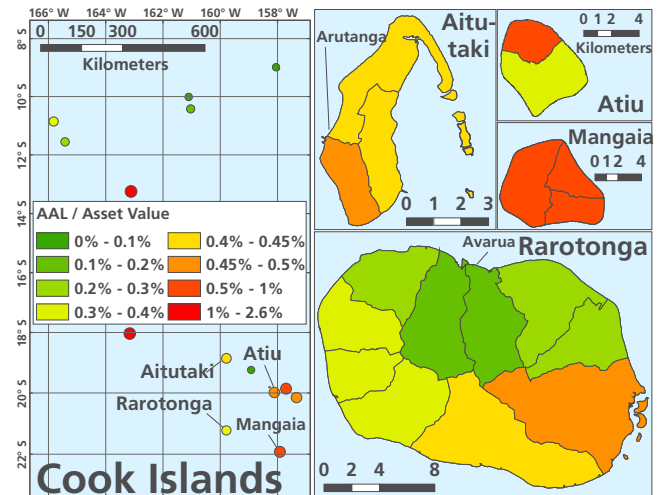 166°W
162°W
160°W
158°W
8°S
10°S
12°S
14°S
16°S
18°S
20°S
22°S
0 150 300 600
Kilometers
AAL / Asset Value
0% - 0.1%
0.1% - 0.2%
0.2% - 0.3%
0.3% - 0.4%
0.4% - 0.45%
0.45% - 0.5%
0.5% - 1%
1% - 2.6%
Aitutaki
Atiu
Rarotonga
Mangaia
Cook Islands
Aitu-
taki
Arutanga
0 1 2 3
0 1 2 4
Kilometers
Atiu
Mangaia
0 1 2 4
Avarua
Rarotonga
0 2 4 8